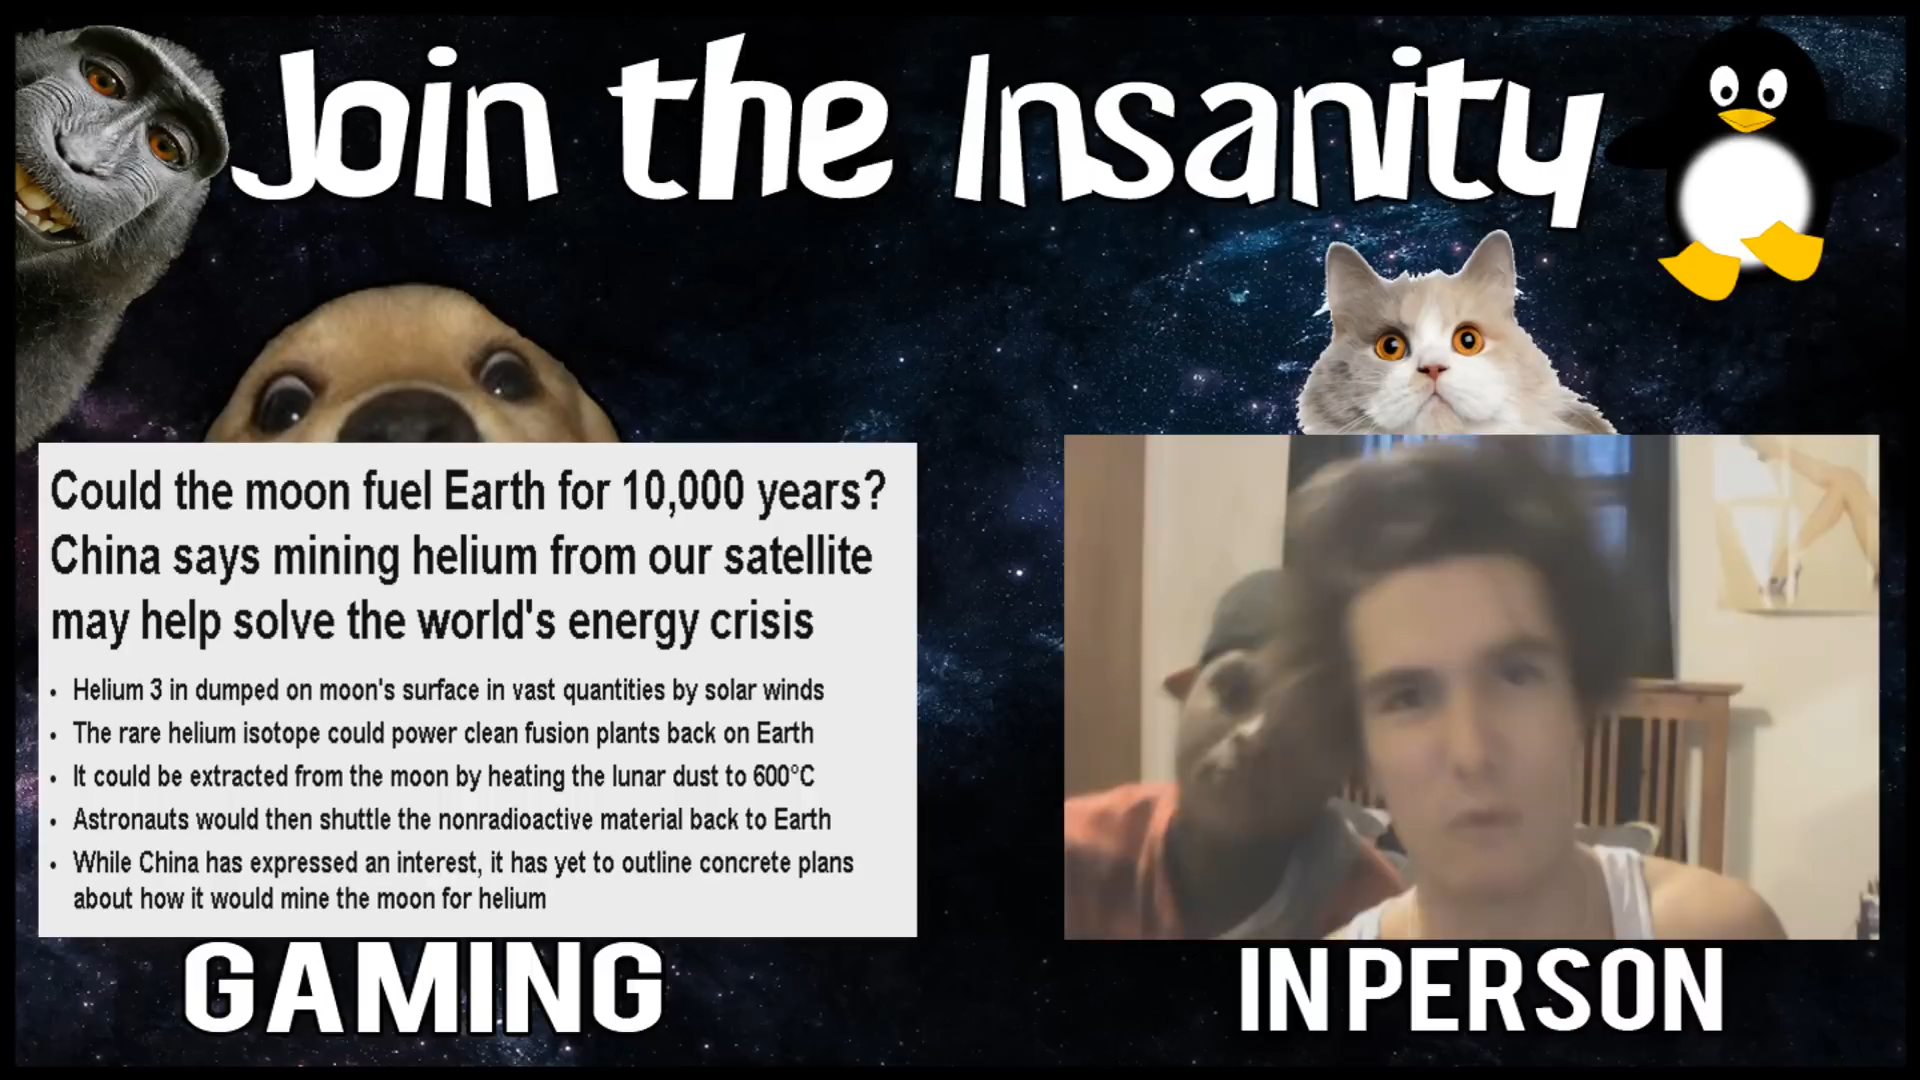 Join the Insanity
Could the moon fuel Earth for 10,000 years?
China says mining helium from our satellite
may help solve the world's energy crisis
• Helium 3 in dumped on moon's surface in vast quantities by solar winds
• The rare helium isotope could power clean fusion plants back on Earth
• It could be extracted from the moon by heating the lunar dust to 600°C
• Astronauts would then shuttle the nonradioactive material back to Earth
• While China has expressed an interest, it has yet to outline concrete plans
about how it would mine the moon for helium
GAMING
IN PERSON